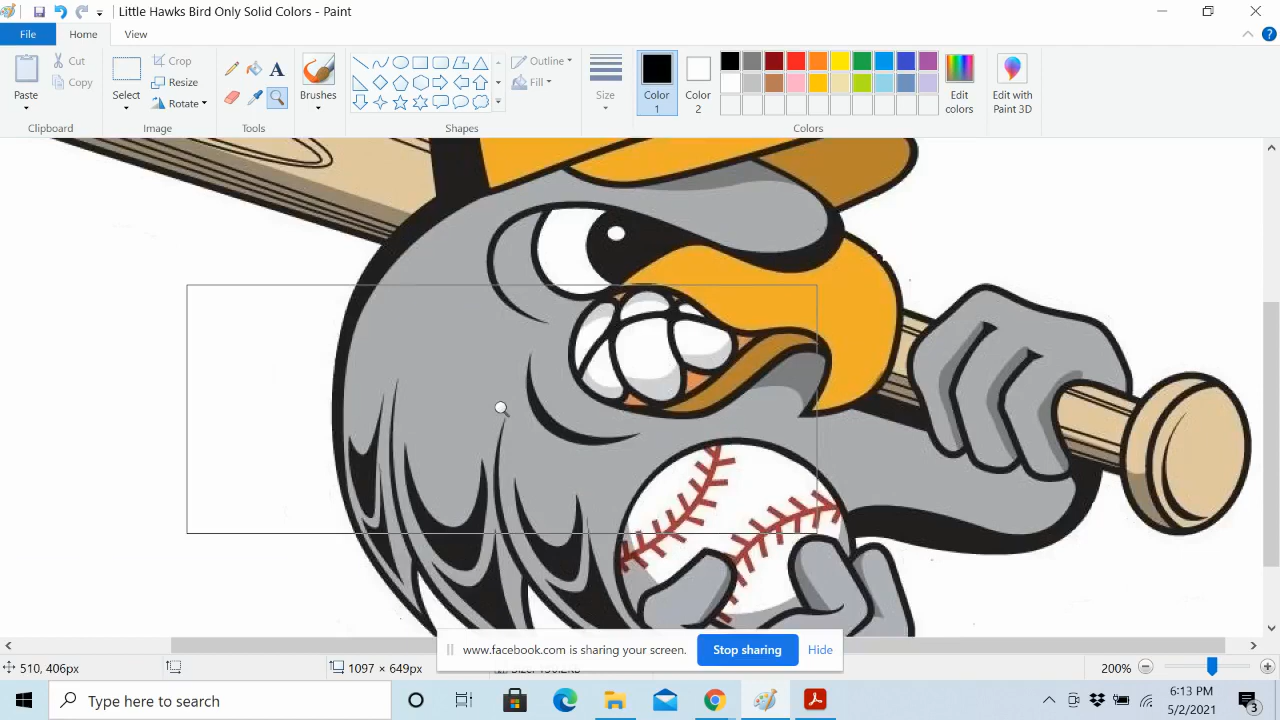 Little Hawks Bird Only Solid Colors - Paint
File Home View
Paste Cut Copy
Select Crop Rotate
Brushes
Outline Fill
Size
Color 1
Color 2
Edit colors
Edit with Paint 3D
Clipboard Image Tools Shapes Colors
www.facebook.com is sharing your screen. Stop sharing Hide
1097 × 649px 200%
Type here to search
6:13 PM
5/2/2021
3